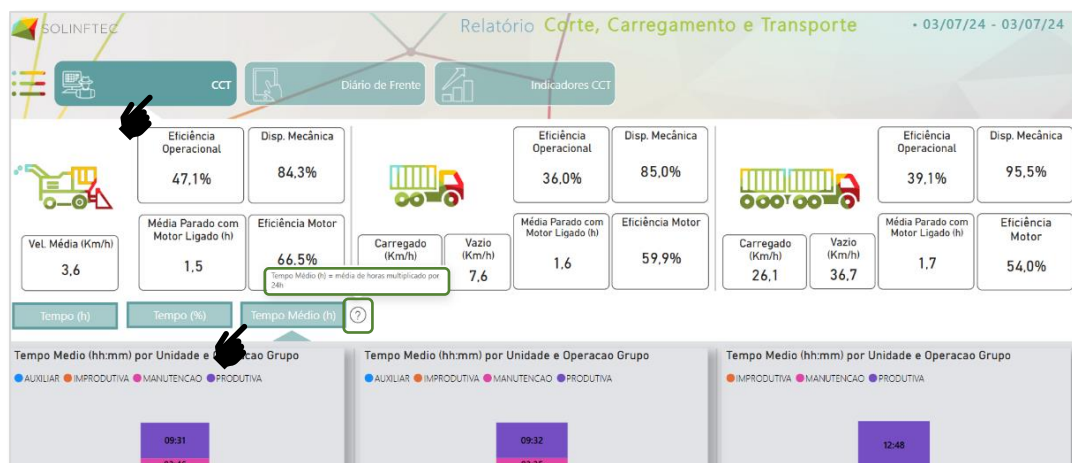 SOLINFTEC
Relatório Corte, Carregamento e Transporte
• 03/07/24 - 03/07/24
CCT
Diário de Frente
Indicadores CCT
Eficiência
Operacional
47,1%
Disp. Mecânica
84,3%
Vel. Média (Km/h)
3,6
Média Parado com
Motor Ligado (h)
1,5
Eficiência Motor
66,5%
Eficiência
Operacional
36,0%
Disp. Mecânica
85,0%
Carregado
(Km/h)
Vazio
(Km/h)
7,6
Média Parado com
Motor Ligado (h)
1,6
Eficiência Motor
59,9%
Eficiência
Operacional
39,1%
Disp. Mecânica
95,5%
Carregado
(Km/h)
26,1
Vazio
(Km/h)
36,7
Média Parado com
Motor Ligado (h)
1,7
Eficiência
Motor
54,0%
Tempo Médio (h) = média de horas multiplicado por
24h
Tempo (h)
Tempo (%)
Tempo Médio (h)
?
Tempo Medio (hh:mm) por Unidade e Operacao Grupo
AUXILIAR IMPRODUTIVA MANUTENCAO PRODUTIVA
09:31
Tempo Medio (hh:mm) por Unidade e Operacao Grupo
AUXILIAR IMPRODUTIVA MANUTENCAO PRODUTIVA
09:32
Tempo Medio (hh:mm) por Unidade e Operacao Grupo
IMPRODUTIVA MANUTENCAO PRODUTIVA
12:48